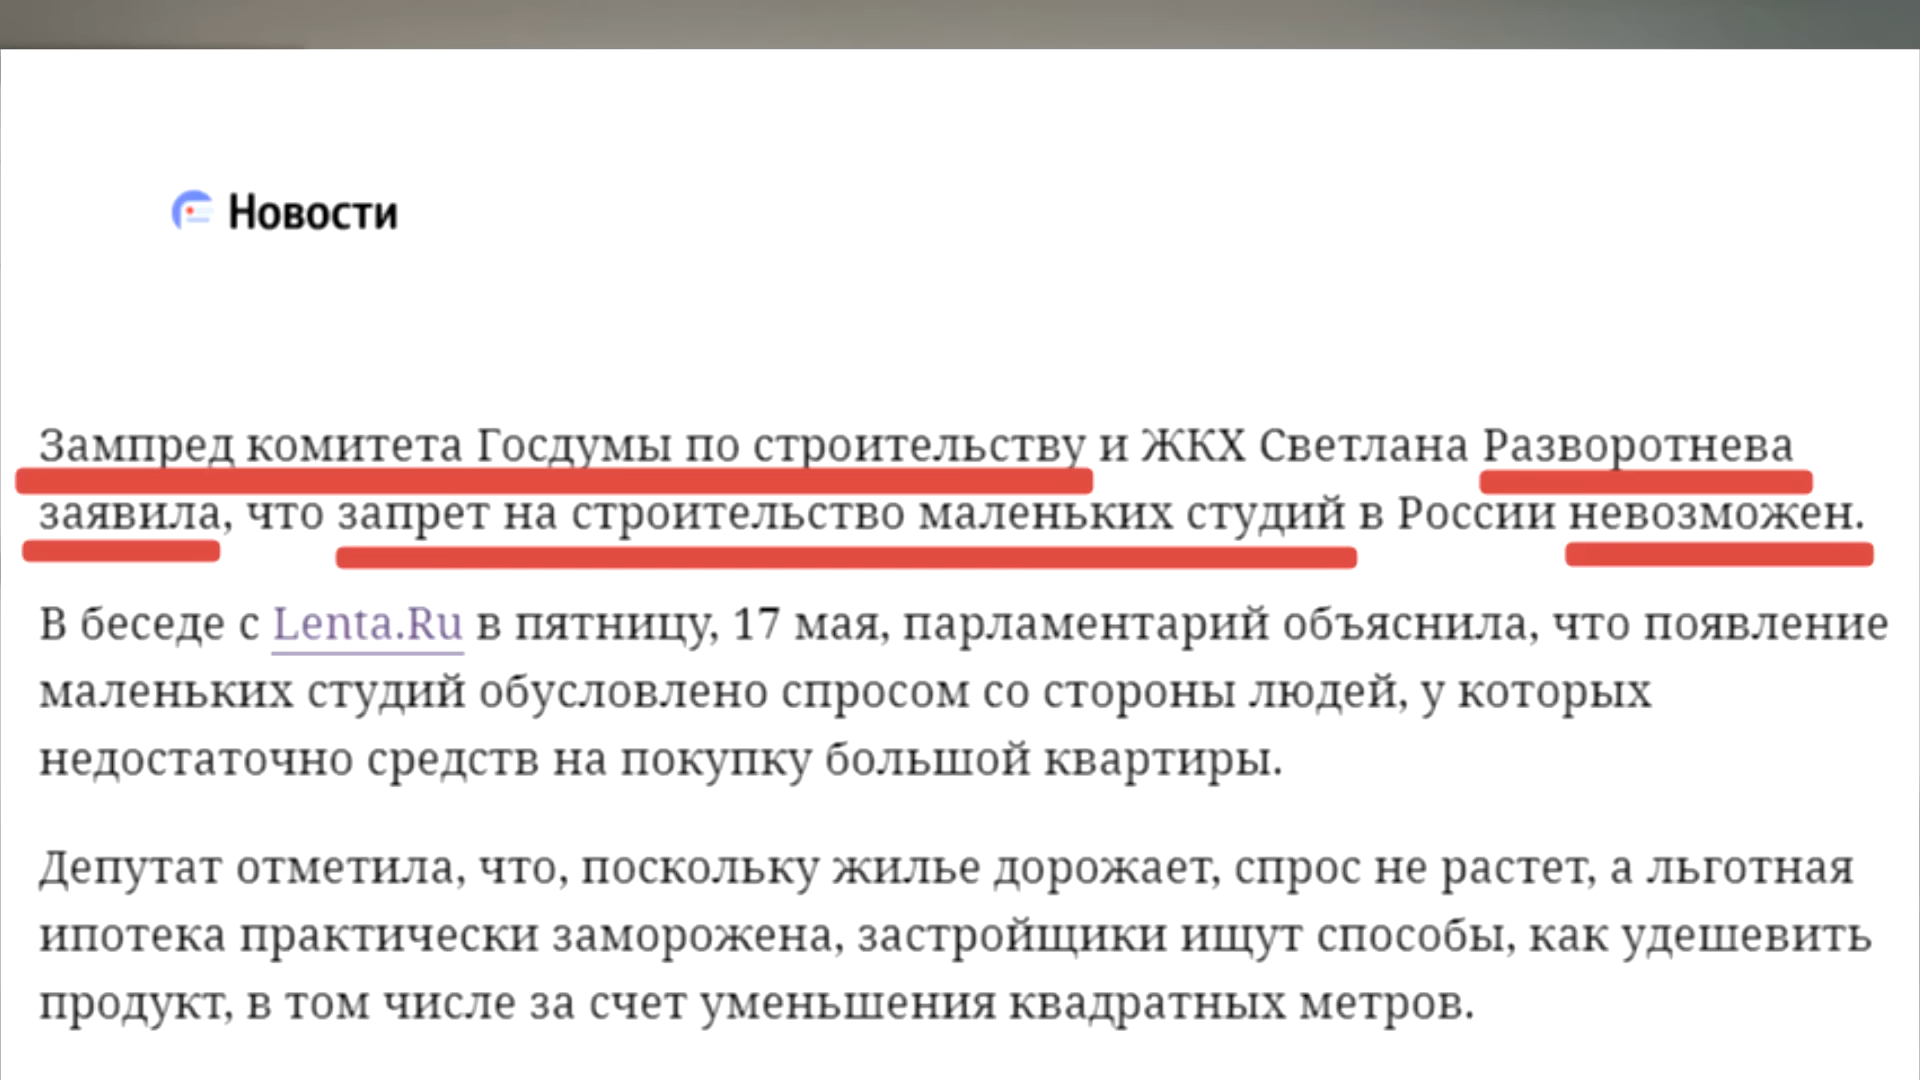 Новости
Зампред комитета Госдумы по строительству и ЖКХ Светлана Разворотнева
заявила, что запрет на строительство маленьких студий в России невозможен.
В беседе с Lenta.Ru в пятницу, 17 мая, парламентарий объяснила, что появление
маленьких студий обусловлено спросом со стороны людей, у которых
недостаточно средств на покупку большой квартиры.
Депутат отметила, что, поскольку жилье дорожает, спрос не растет, а льготная
ипотека практически заморожена, застройщики ищут способы, как удешевить
продукт, в том числе за счет уменьшения квадратных метров.